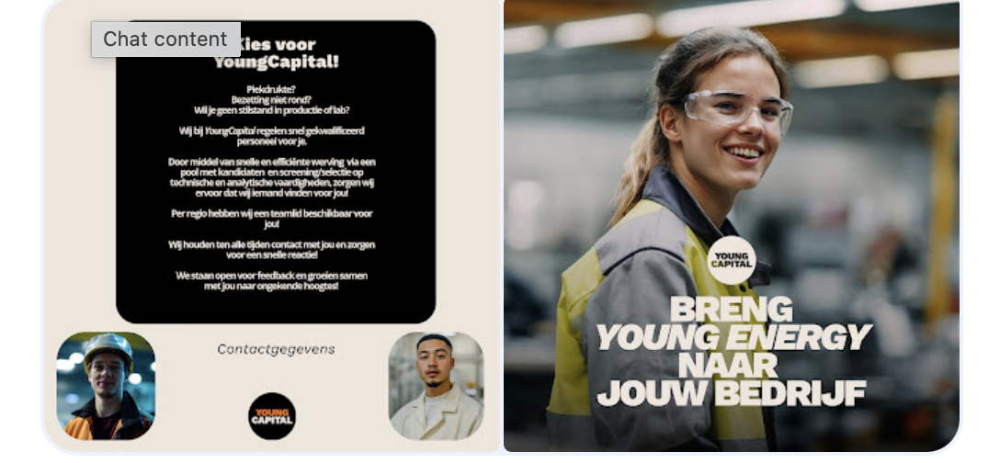 Chat content
Kies voor
YoungCapital!
Piekdrukte?
Bezetting niet rond?
Wil je geen stilstand in productie of lab?
Wij bij YoungCapital regelen snel gekwalificeerd
personeel voor je.
Door middel van snelle en efficiënte werving via een
pool met kandidaten en screening/selectie op
technische en analytische vaardigheden, zorgen wij
ervoor dat wij iemand vinden voor jou!
Per regio hebben wij een teamlid beschikbaar voor
jou!
Wij houden ten alle tijden contact met jou en zorgen
voor een snelle reactie!
We staan open voor feedback en groeien samen
met jou naar ongekende hoogtes!
Contactgegevens
YOUNG
CAPITAL
YOUNG
CAPITAL
BRENG
YOUNG ENERGY
NAAR
JOUW BEDRIJF